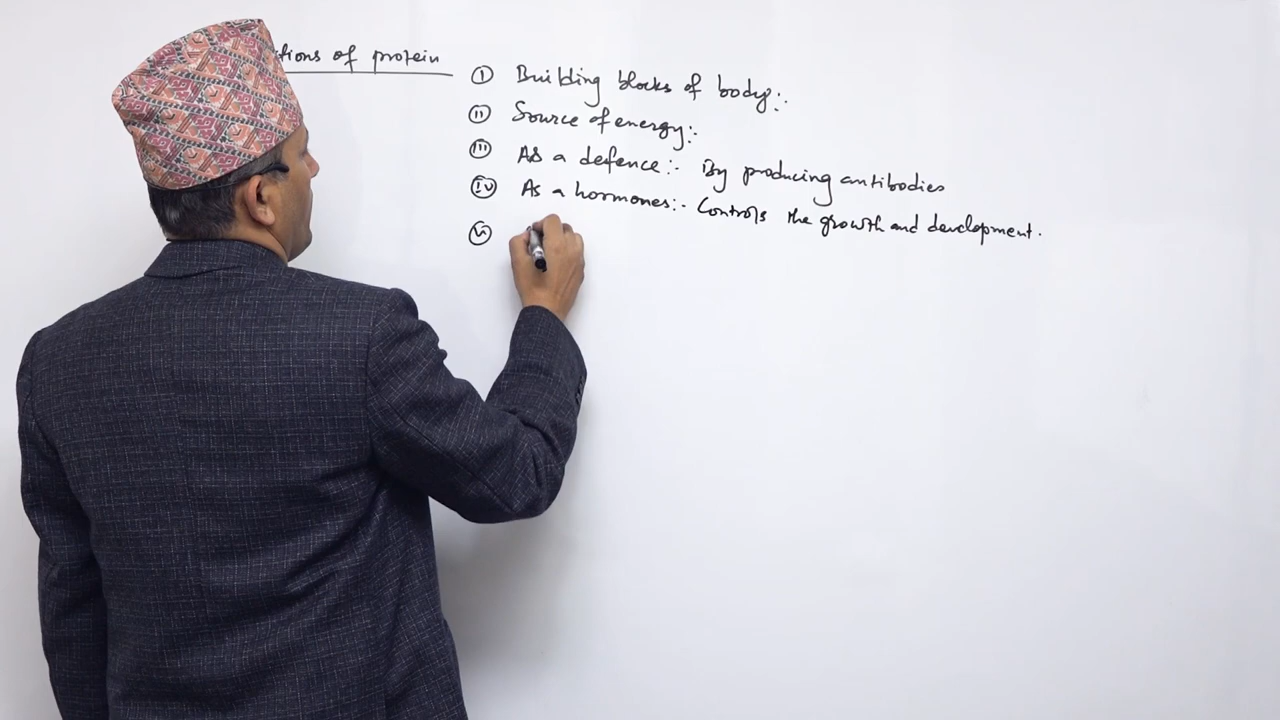 tions of protein
(i) Building blocks of body:-
(ii) Source of energy:-
(iii) As a defence:- By producing antibodies
(iv) As a hormones:- Controls the growth and development.
(v)